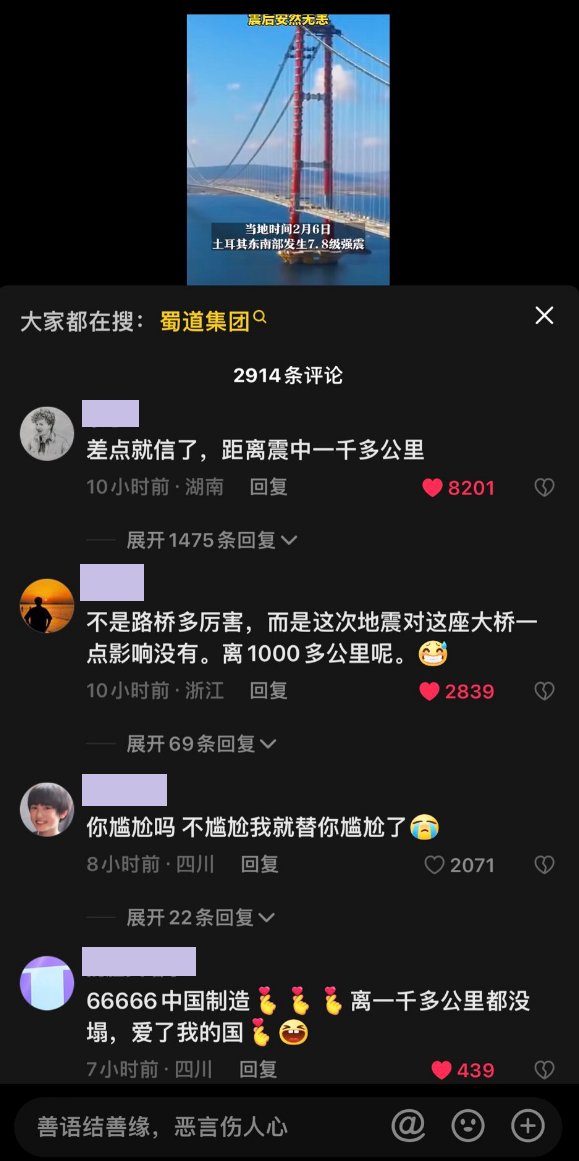 震后安然无恙
当地时间2月6日
土耳其东南部发生7.8级强震
大家都在搜：蜀道集团
2914条评论
差点就信了，距离震中一千多公里
10小时前·湖南 回复
8201
展开1475条回复
不是路桥多厉害，而是这次地震对这座大桥一
点影响没有。离1000多公里呢。😅
10小时前·浙江 回复
2839
展开69条回复
你尴尬吗 不尴尬我就替你尴尬了😭
8小时前·四川 回复
2071
展开22条回复
66666中国制造🫰🫰🫰离一千多公里都没
塌，爱了我的国🫰😆
7小时前·四川 回复
439
善语结善缘，恶言伤人心